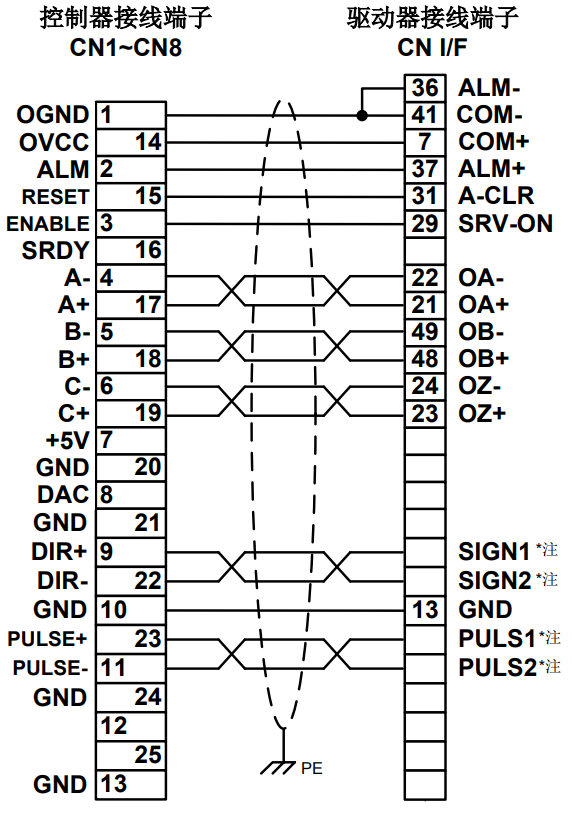 控制器接线端子 驱动器接线端子
CN1~CN8 CN I/F
36 ALM-
OGND 1 41 COM-
OVCC 14 7 COM+
ALM 2 37 ALM+
RESET 15 31 A-CLR
ENABLE 3 29 SRV-ON
SRDY 16
A- 4 22 OA-
A+ 17 21 OA+
B- 5 49 OB-
B+ 18 48 OB+
C- 6 24 OZ-
C+ 19 23 OZ+
+5V 7
GND 20
DAC 8
GND 21
DIR+ 9 SIGN1 *注
DIR- 22 SIGN2 *注
GND 10 13 GND
PULSE+ 23 PULS1 *注
PULSE- 11 PULS2 *注
GND 24
12
25
PE
GND 13